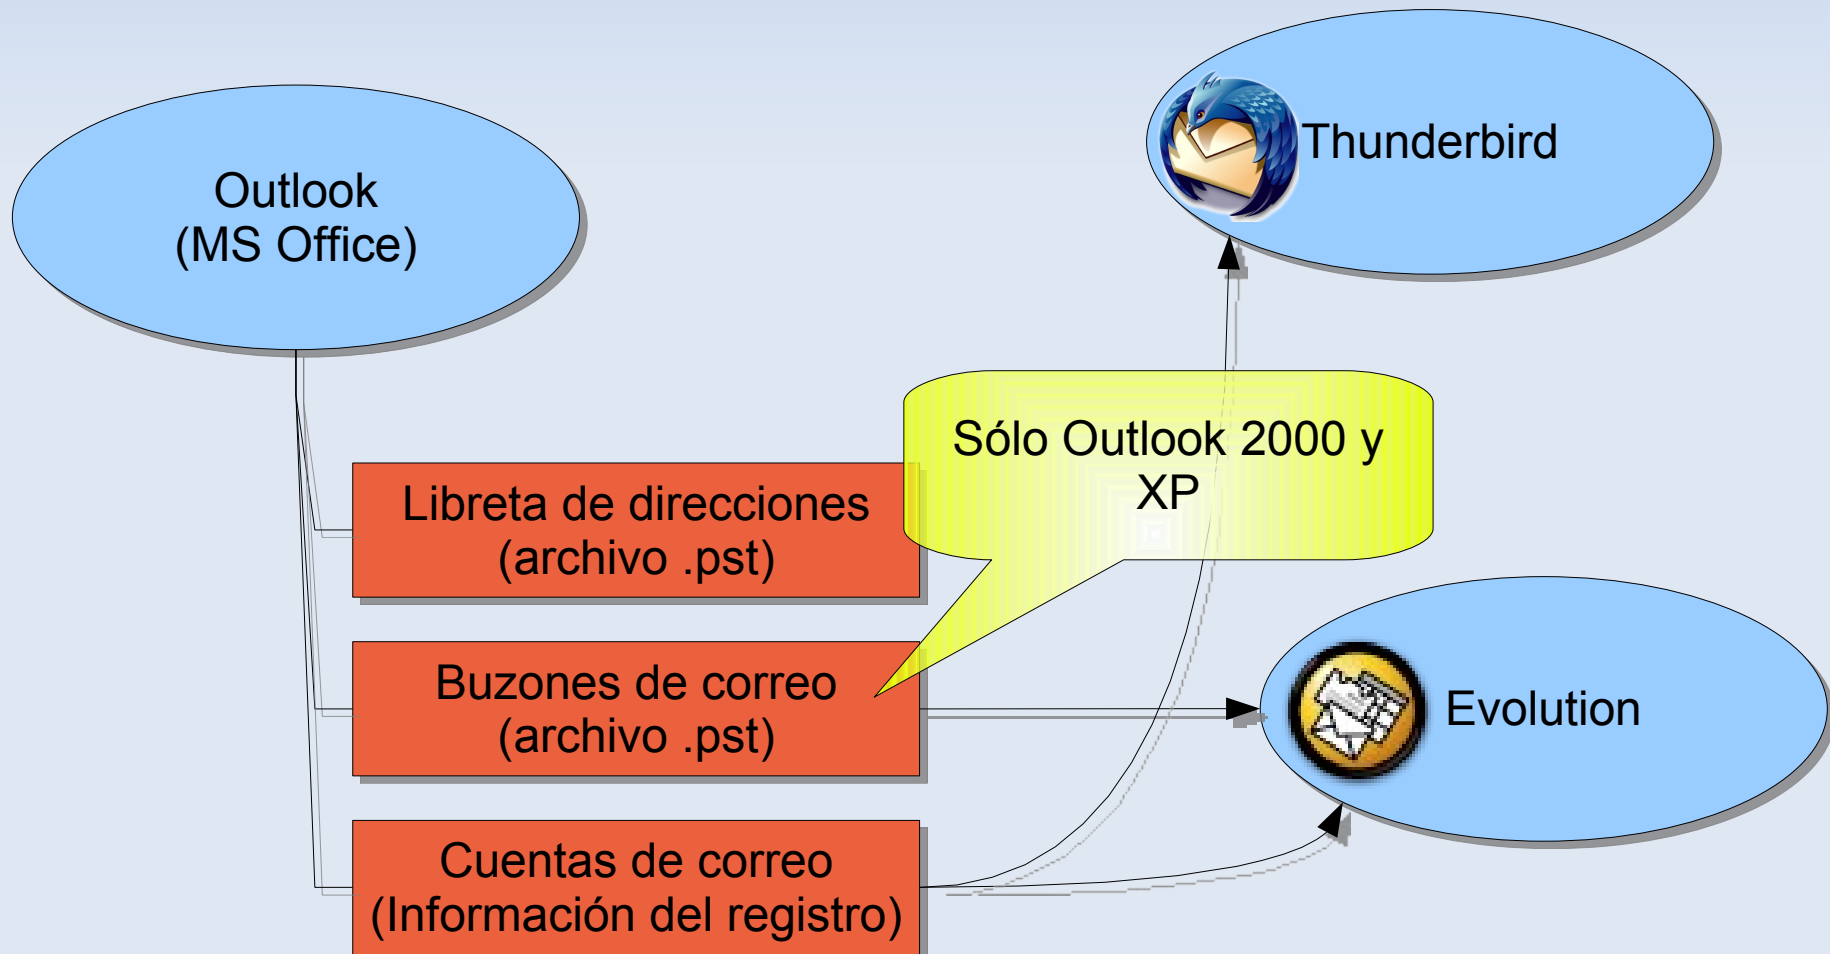 Outlook
(MS Office)
Thunderbird
Sólo Outlook 2000 y
XP
Libreta de direcciones
(archivo .pst)
Buzones de correo
(archivo .pst)
Evolution
Cuentas de correo
(Información del registro)